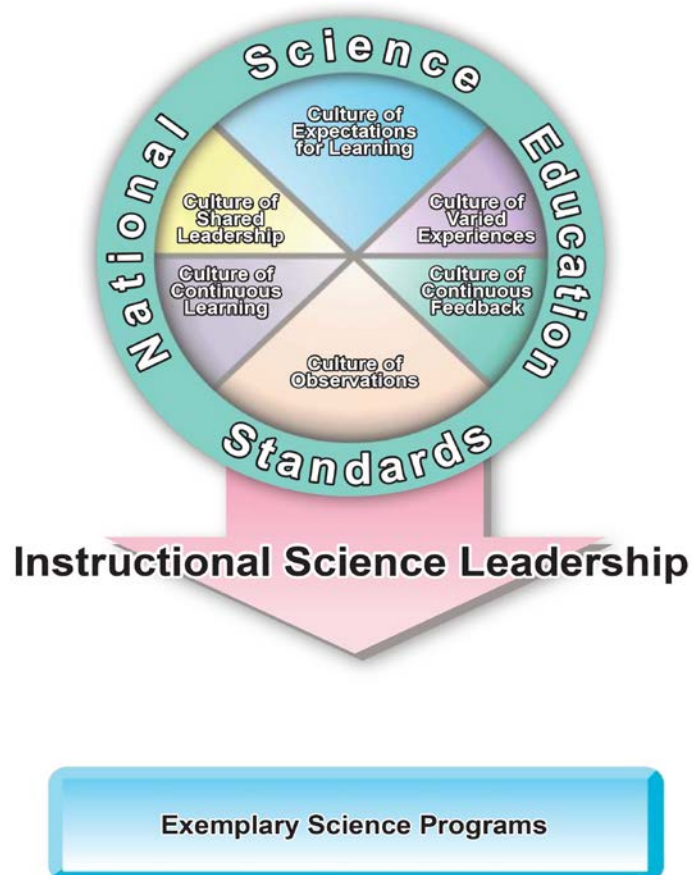 National Science Education
Standards
Culture of
Expectations
for Learning
Culture of
Shared
Leadership
Culture of
Varied
Experiences
Culture of
Continuous
Learning
Culture of
Continuous
Feedback
Culture of
Observations
Instructional Science Leadership
Exemplary Science Programs